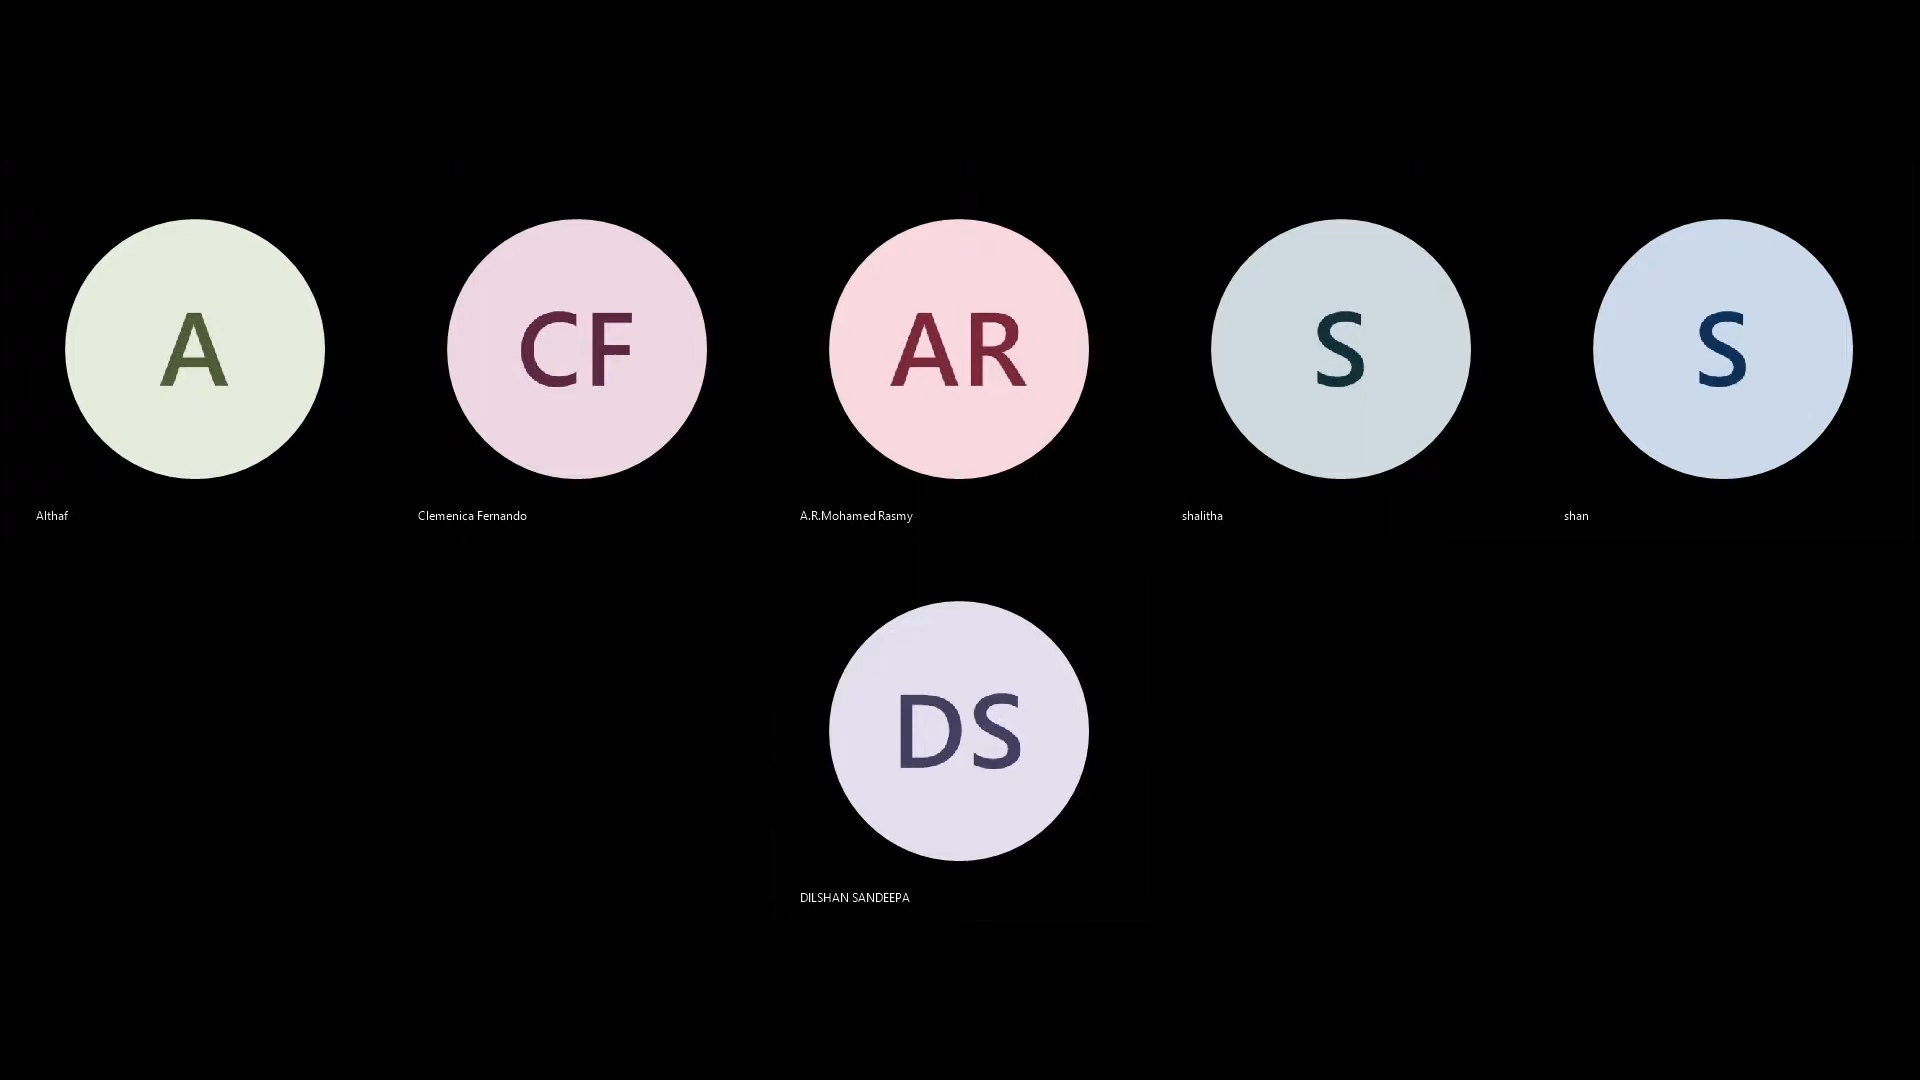 A
CF
AR
S
S
Althaf
Clemenica Fernando
A.R.Mohamed Rasmy
shalitha
shan
DS
DILSHAN SANDEEPA